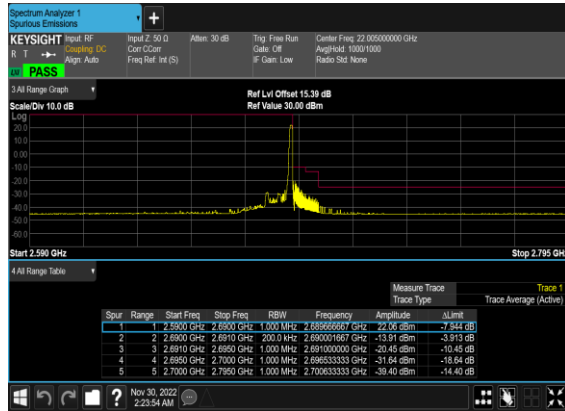 Spectrum Analyzer 1
Spurious Emissions
KEYSIGHT Input: RF Input Z: 50 Ω Atten: 30 dB Trig: Free Run Center Freq: 22.005000000 GHz
R T Coupling: DC Corr CCorr Gate: Off Avg|Hold: 1000/1000
Align: Auto Freq Ref: Int (S) IF Gain: Low Radio Std: None
PASS
3 All Range Graph
Ref Lvl Offset 15.39 dB
Scale/Div 10.0 dB Ref Value 30.00 dBm
Log
20.0
10.0
0.00
-10.0
-20.0
-30.0
-40.0
-50.0
-60.0
Start 2.590 GHz Stop 2.795 GH
4 All Range Table
Measure Trace Trace 1
Trace Type Trace Average (Active)
Spur Range Start Freq Stop Freq RBW Frequency Amplitude ΔLimit
1 1 2.5900 GHz 2.6900 GHz 1.000 MHz 2.689666667 GHz 22.06 dBm -7.944 dB
2 2 2.6900 GHz 2.6910 GHz 200.0 kHz 2.690001667 GHz -13.91 dBm -3.913 dB
3 3 2.6910 GHz 2.6950 GHz 1.000 MHz 2.691000000 GHz -20.45 dBm -10.45 dB
4 4 2.6950 GHz 2.7000 GHz 1.000 MHz 2.696533333 GHz -31.64 dBm -18.64 dB
5 5 2.7000 GHz 2.7950 GHz 1.000 MHz 2.700633333 GHz -39.40 dBm -14.40 dB
Nov 30, 2022
2:23:54 AM